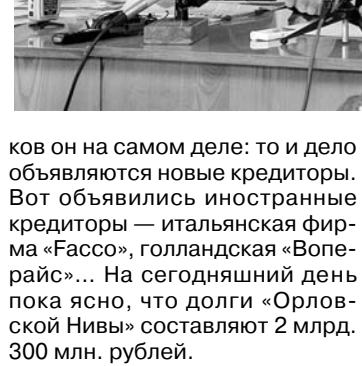 ков он на самом деле: то и дело
объявляются новые кредиторы.
Вот объявились иностранные
кредиторы — итальянская фир-
ма «Facco», голландская «Вопе-
райс»... На сегодняшний день
пока ясно, что долги «Орлов-
ской Нивы» составляют 2 млрд.
300 млн. рублей.